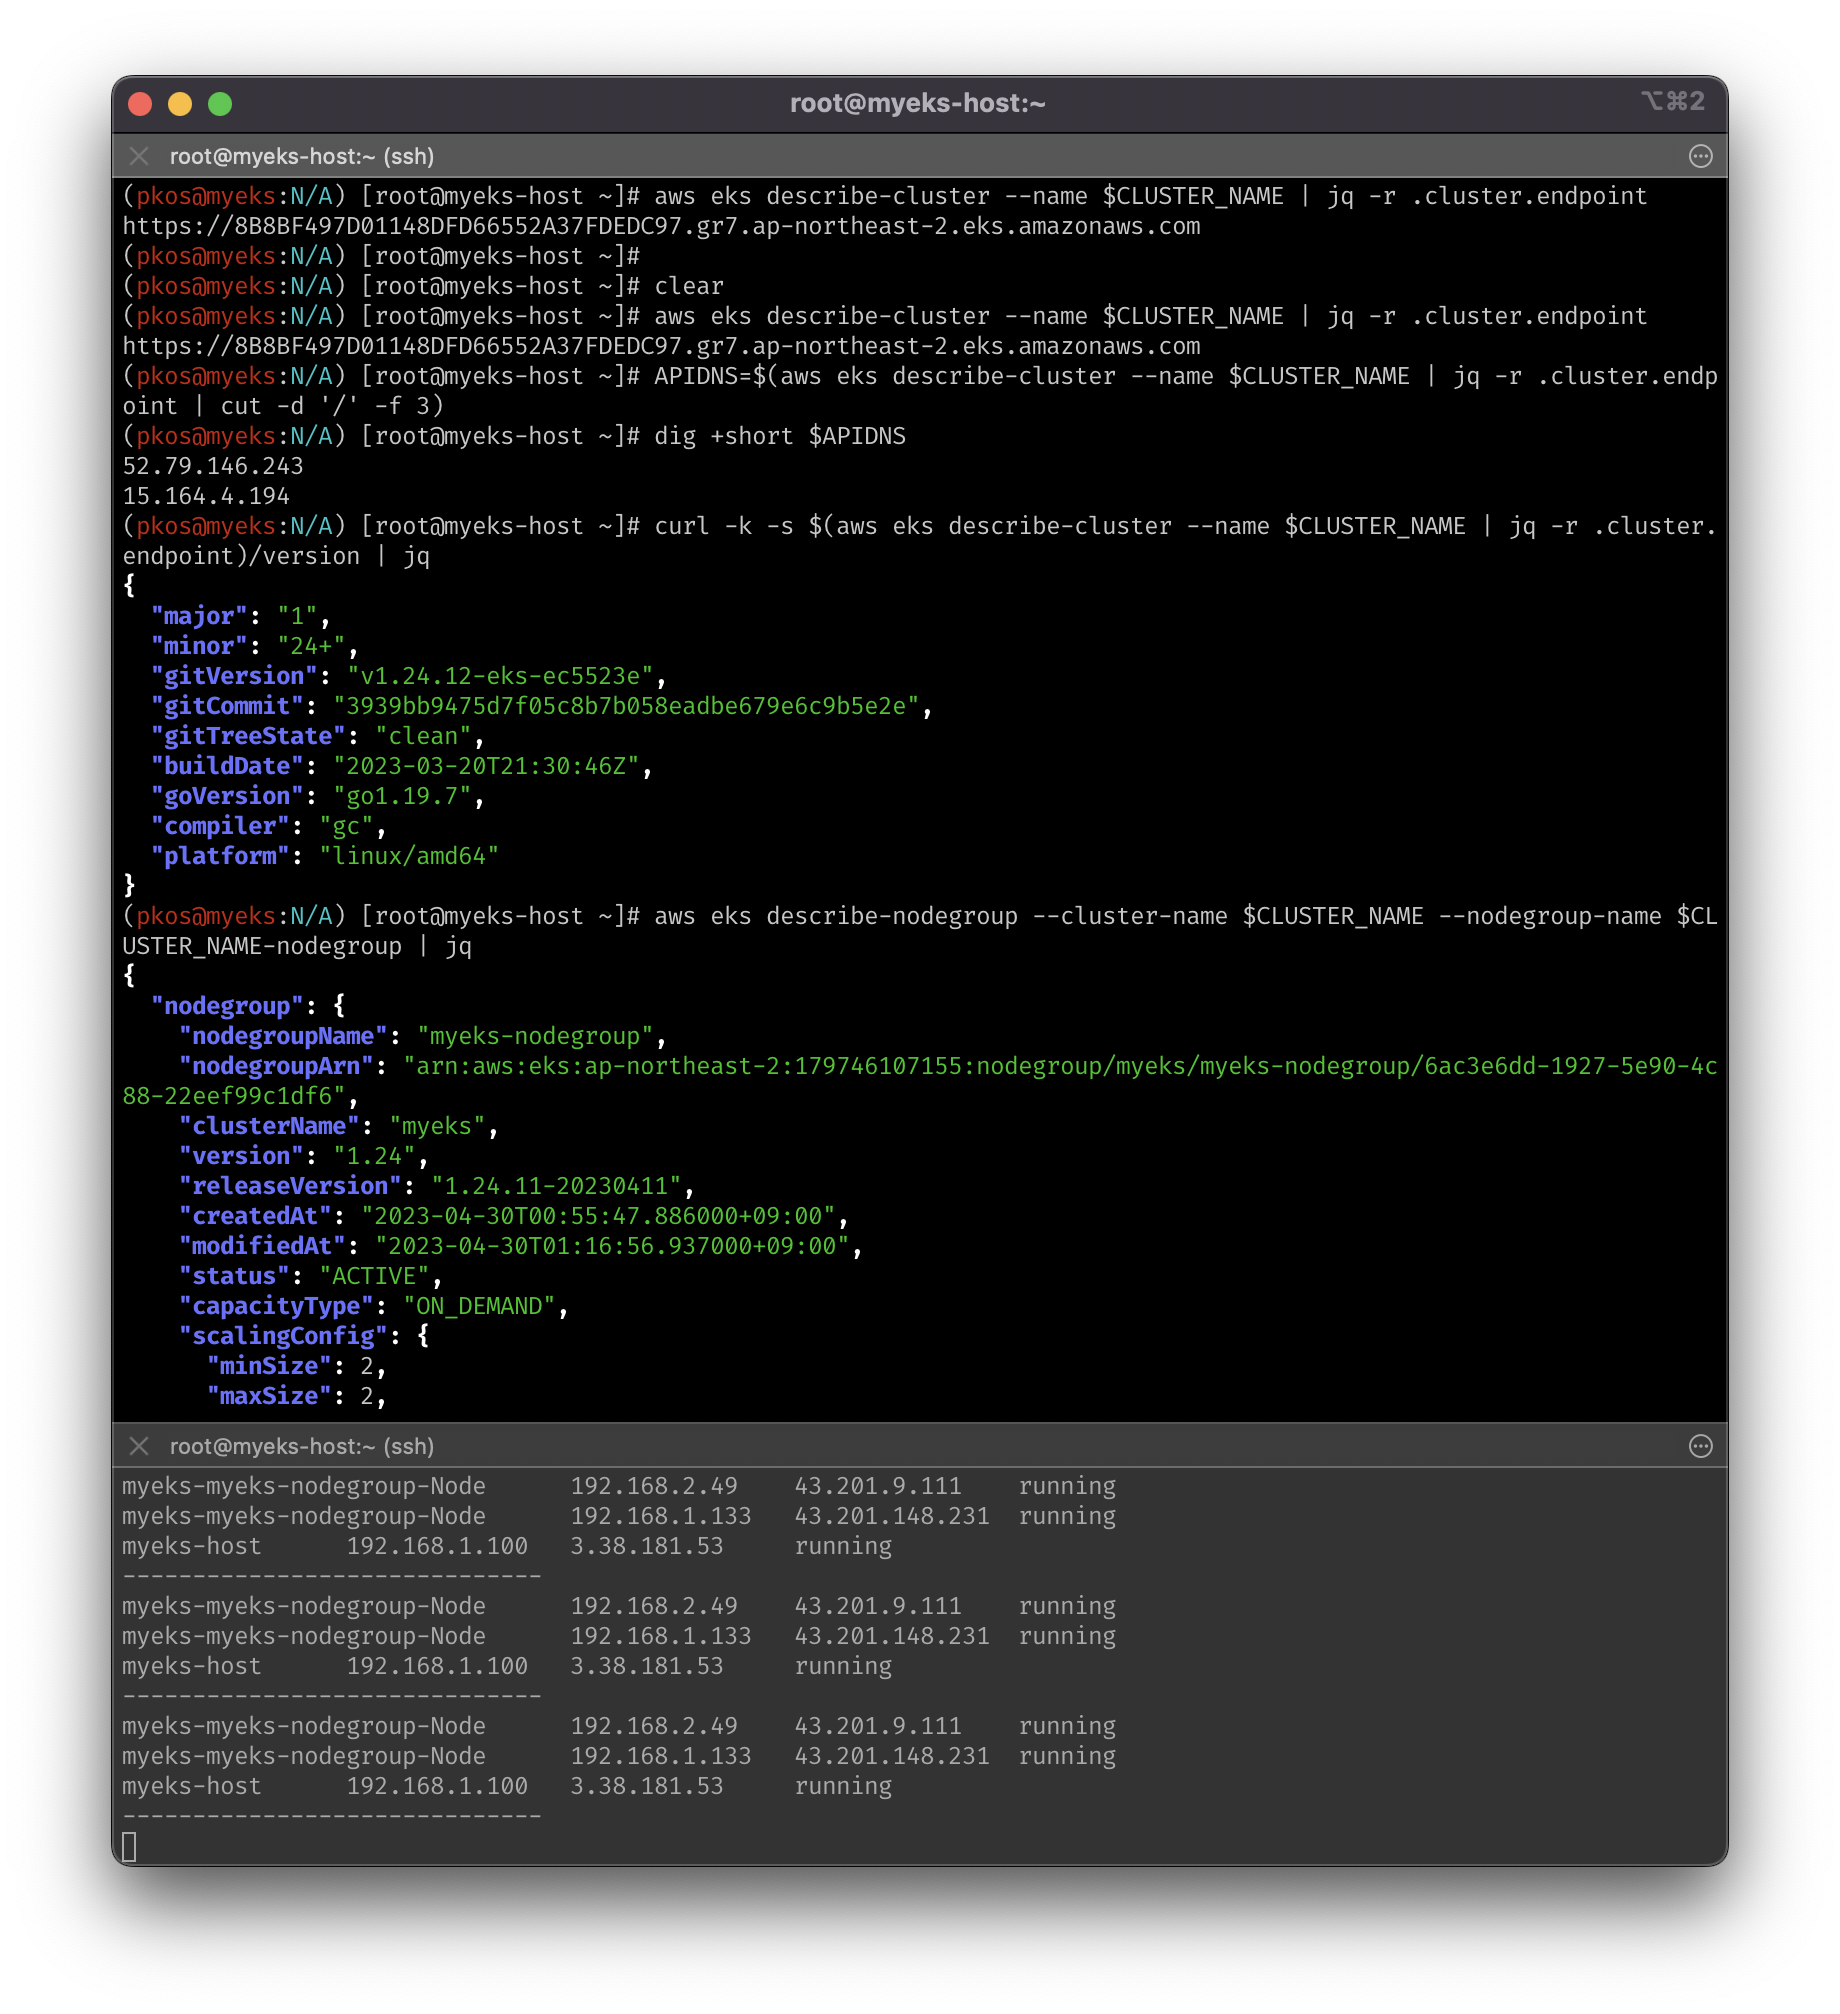 root@myeks-host:~
⌥⌘2
root@myeks-host:~ (ssh)
(pkos@myeks:N/A) [root@myeks-host ~]# aws eks describe-cluster --name $CLUSTER_NAME | jq -r .cluster.endpoint
https://8B8BF497D01148DFD66552A37FDEDC97.gr7.ap-northeast-2.eks.amazonaws.com
(pkos@myeks:N/A) [root@myeks-host ~]#
(pkos@myeks:N/A) [root@myeks-host ~]# clear
(pkos@myeks:N/A) [root@myeks-host ~]# aws eks describe-cluster --name $CLUSTER_NAME | jq -r .cluster.endpoint
https://8B8BF497D01148DFD66552A37FDEDC97.gr7.ap-northeast-2.eks.amazonaws.com
(pkos@myeks:N/A) [root@myeks-host ~]# APIDNS=$(aws eks describe-cluster --name $CLUSTER_NAME | jq -r .cluster.endp
oint | cut -d '/' -f 3)
(pkos@myeks:N/A) [root@myeks-host ~]# dig +short $APIDNS
52.79.146.243
15.164.4.194
(pkos@myeks:N/A) [root@myeks-host ~]# curl -k -s $(aws eks describe-cluster --name $CLUSTER_NAME | jq -r .cluster.
endpoint)/version | jq
{
  "major": "1",
  "minor": "24+",
  "gitVersion": "v1.24.12-eks-ec5523e",
  "gitCommit": "3939bb9475d7f05c8b7b058eadbe679e6c9b5e2e",
  "gitTreeState": "clean",
  "buildDate": "2023-03-20T21:30:46Z",
  "goVersion": "go1.19.7",
  "compiler": "gc",
  "platform": "linux/amd64"
}
(pkos@myeks:N/A) [root@myeks-host ~]# aws eks describe-nodegroup --cluster-name $CLUSTER_NAME --nodegroup-name $CL
USTER_NAME-nodegroup | jq
{
  "nodegroup": {
    "nodegroupName": "myeks-nodegroup",
    "nodegroupArn": "arn:aws:eks:ap-northeast-2:179746107155:nodegroup/myeks/myeks-nodegroup/6ac3e6dd-1927-5e90-4c
88-22eef99c1df6",
    "clusterName": "myeks",
    "version": "1.24",
    "releaseVersion": "1.24.11-20230411",
    "createdAt": "2023-04-30T00:55:47.886000+09:00",
    "modifiedAt": "2023-04-30T01:16:56.937000+09:00",
    "status": "ACTIVE",
    "capacityType": "ON_DEMAND",
    "scalingConfig": {
      "minSize": 2,
      "maxSize": 2,
root@myeks-host:~ (ssh)
myeks-myeks-nodegroup-Node      192.168.2.49    43.201.9.111    running
myeks-myeks-nodegroup-Node      192.168.1.133   43.201.148.231  running
myeks-host      192.168.1.100   3.38.181.53     running
------------------------------
myeks-myeks-nodegroup-Node      192.168.2.49    43.201.9.111    running
myeks-myeks-nodegroup-Node      192.168.1.133   43.201.148.231  running
myeks-host      192.168.1.100   3.38.181.53     running
------------------------------
myeks-myeks-nodegroup-Node      192.168.2.49    43.201.9.111    running
myeks-myeks-nodegroup-Node      192.168.1.133   43.201.148.231  running
myeks-host      192.168.1.100   3.38.181.53     running
------------------------------